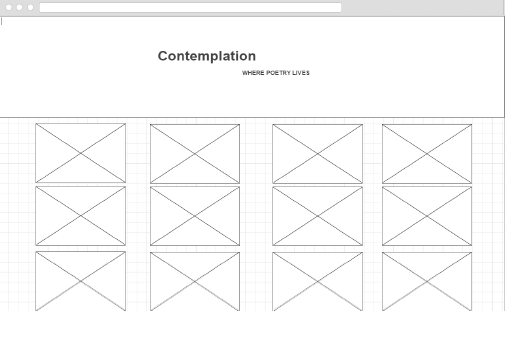 Contemplation
WHERE POETRY LIVES